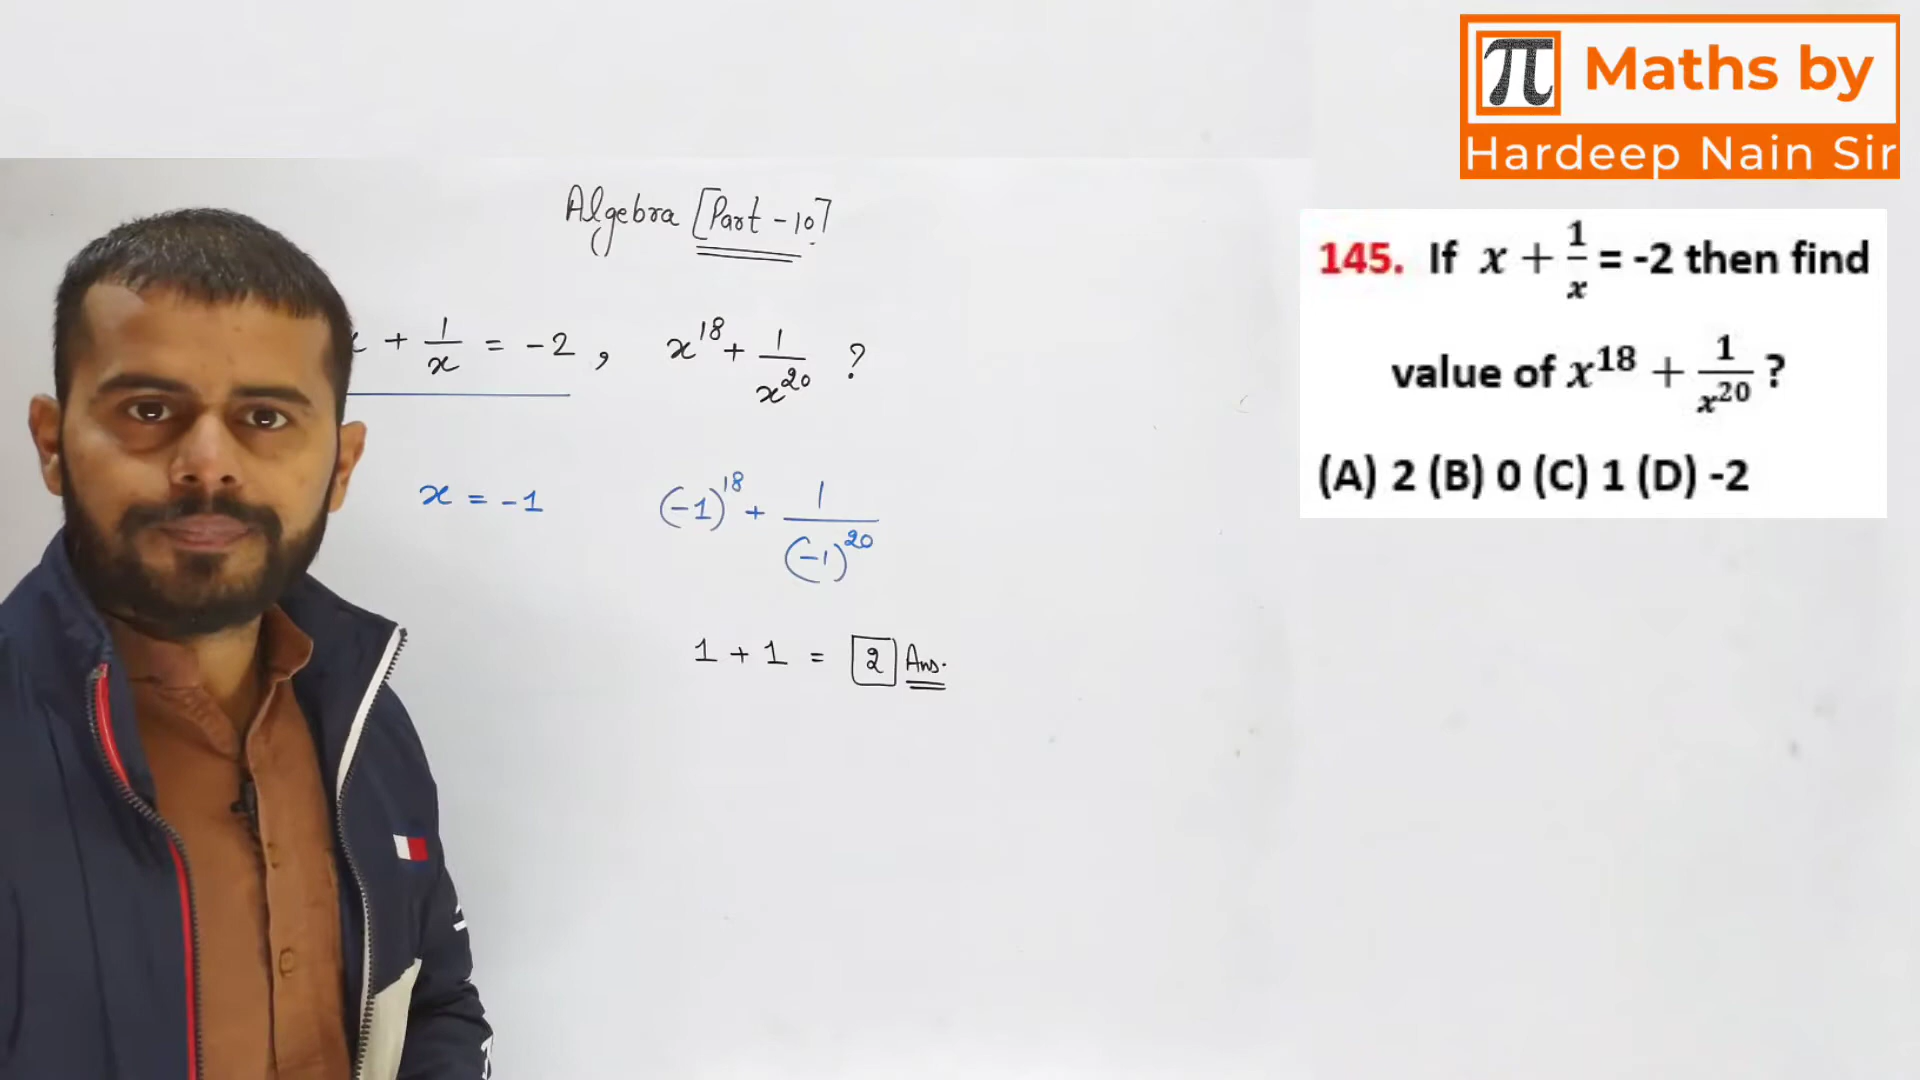 π Maths by
Hardeep Nain Sir
Algebra [Part-10]
x + 1/x = -2 , x^18 + 1/x^20 ?
x = -1 (-1)^18 + 1/(-1)^20
1 + 1 = 2 Ans.
145. If x + 1/x = -2 then find
value of x^18 + 1/x^20 ?
(A) 2 (B) 0 (C) 1 (D) -2